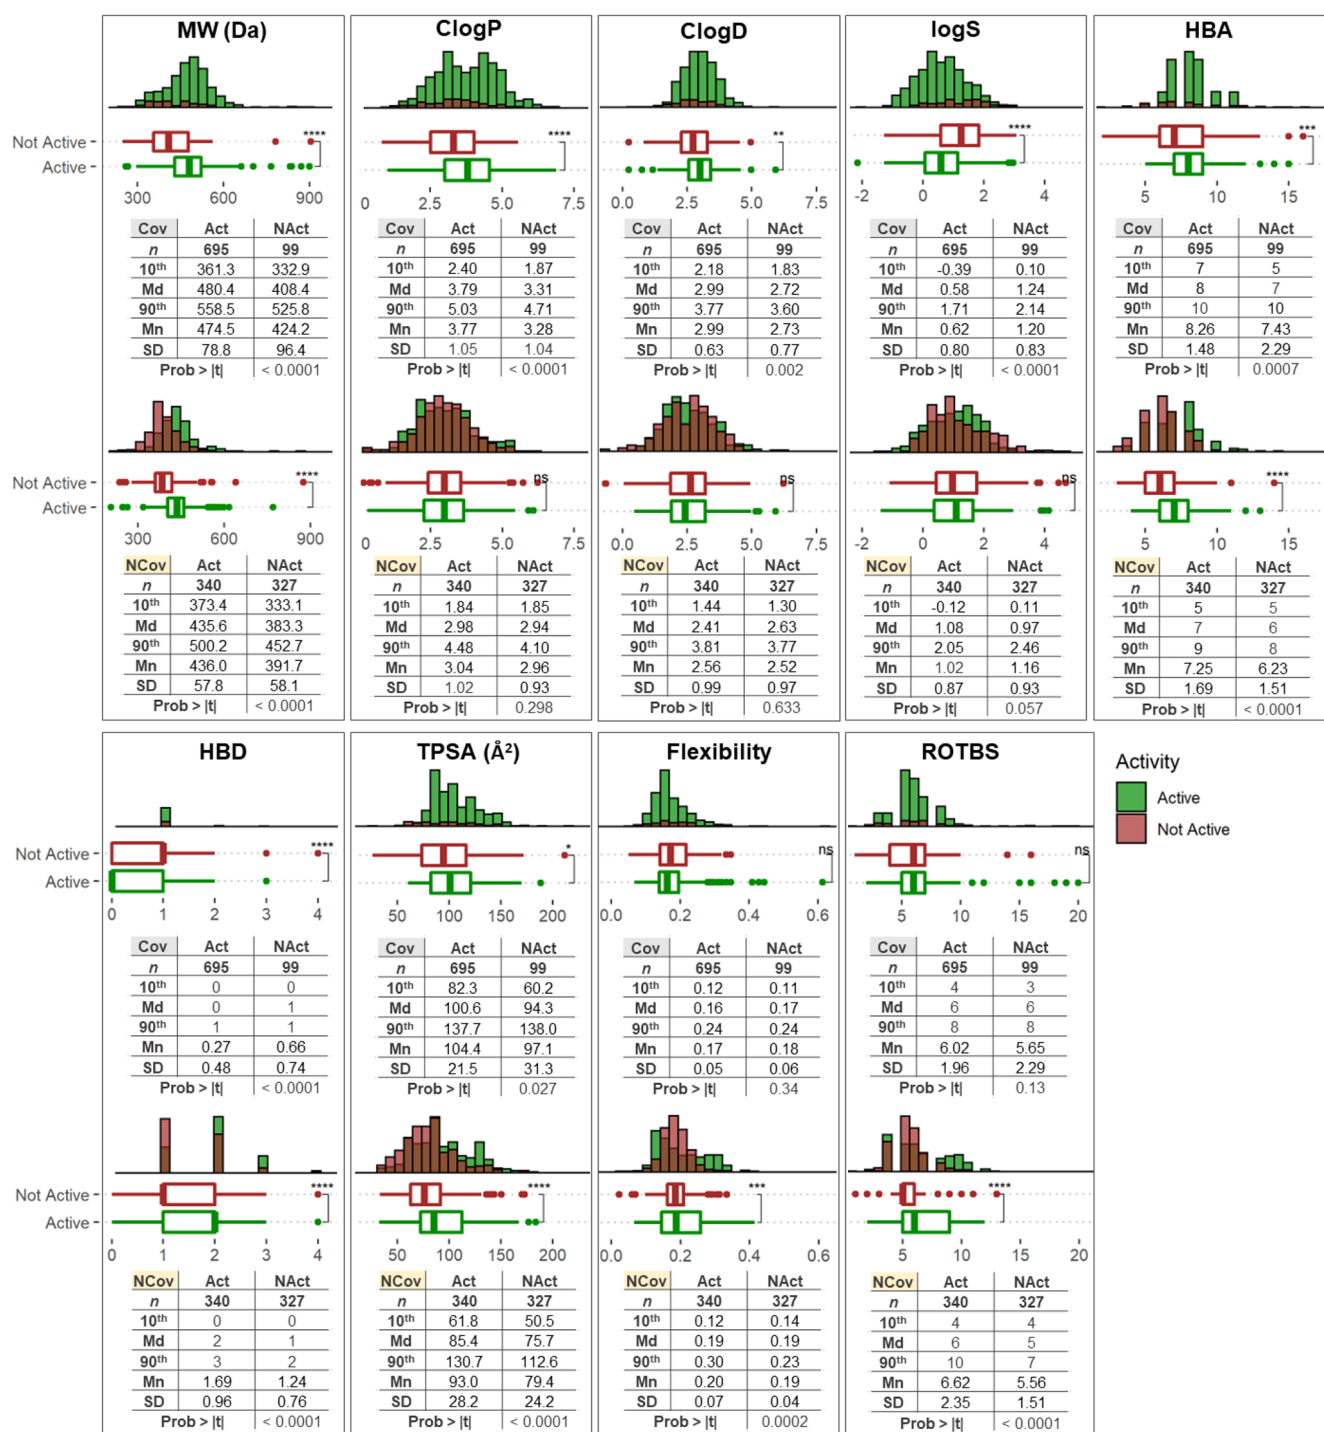 MW (Da)
ClogP
ClogD
logS
HBA
Not Active
Active
****
****
**
****
***
300 600 900
0 2.5 5.0 7.5
0.0 2.5 5.0 7.5
-2 0 2 4
5 10 15
Cov Act NAct
n 695 99
10th 361.3 332.9
Md 480.4 408.4
90th 558.5 525.8
Mn 474.5 424.2
SD 78.8 96.4
Prob > |t| < 0.0001
Cov Act NAct
n 695 99
10th 2.40 1.87
Md 3.79 3.31
90th 5.03 4.71
Mn 3.77 3.28
SD 1.05 1.04
Prob > |t| < 0.0001
Cov Act NAct
n 695 99
10th 2.18 1.83
Md 2.99 2.72
90th 3.77 3.60
Mn 2.99 2.73
SD 0.63 0.77
Prob > |t| 0.002
Cov Act NAct
n 695 99
10th -0.39 0.10
Md 0.58 1.24
90th 1.71 2.14
Mn 0.62 1.20
SD 0.80 0.83
Prob > |t| < 0.0001
Cov Act NAct
n 695 99
10th 7 5
Md 8 7
90th 10 10
Mn 8.26 7.43
SD 1.48 2.29
Prob > |t| 0.0007
Not Active
Active
****
ns
ns
ns
****
300 600 900
0 2.5 5.0 7.5
0.0 2.5 5.0 7.5
-2 0 2 4
5 10 15
NCov Act NAct
n 340 327
10th 373.4 333.1
Md 435.6 383.3
90th 500.2 452.7
Mn 436.0 391.7
SD 57.8 58.1
Prob > |t| < 0.0001
NCov Act NAct
n 340 327
10th 1.84 1.85
Md 2.98 2.94
90th 4.48 4.10
Mn 3.04 2.96
SD 1.02 0.93
Prob > |t| 0.298
NCov Act NAct
n 340 327
10th 1.44 1.30
Md 2.41 2.63
90th 3.81 3.77
Mn 2.56 2.52
SD 0.99 0.97
Prob > |t| 0.633
NCov Act NAct
n 340 327
10th -0.12 0.11
Md 1.08 0.97
90th 2.05 2.46
Mn 1.02 1.16
SD 0.87 0.93
Prob > |t| 0.057
NCov Act NAct
n 340 327
10th 5 5
Md 7 6
90th 9 8
Mn 7.25 6.23
SD 1.69 1.51
Prob > |t| < 0.0001
HBD
TPSA (Å²)
Flexibility
ROTBS
Activity
Active
Not Active
Not Active
Active
****
*
ns
ns
0 1 2 3 4
50 100 150 200
0.0 0.2 0.4 0.6
5 10 15 20
Cov Act NAct
n 695 99
10th 0 0
Md 0 1
90th 1 1
Mn 0.27 0.66
SD 0.48 0.74
Prob > |t| < 0.0001
Cov Act NAct
n 695 99
10th 82.3 60.2
Md 100.6 94.3
90th 137.7 138.0
Mn 104.4 97.1
SD 21.5 31.3
Prob > |t| 0.027
Cov Act NAct
n 695 99
10th 0.12 0.11
Md 0.16 0.17
90th 0.24 0.24
Mn 0.17 0.18
SD 0.05 0.06
Prob > |t| 0.34
Cov Act NAct
n 695 99
10th 4 3
Md 6 6
90th 8 8
Mn 6.02 5.65
SD 1.96 2.29
Prob > |t| 0.13
Not Active
Active
****
****
***
****
0 1 2 3 4
50 100 150 200
0.0 0.2 0.4 0.6
5 10 15 20
NCov Act NAct
n 340 327
10th 0 0
Md 2 1
90th 3 2
Mn 1.69 1.24
SD 0.96 0.76
Prob > |t| < 0.0001
NCov Act NAct
n 340 327
10th 61.8 50.5
Md 85.4 75.7
90th 130.7 112.6
Mn 93.0 79.4
SD 28.2 24.2
Prob > |t| < 0.0001
NCov Act NAct
n 340 327
10th 0.12 0.14
Md 0.19 0.19
90th 0.30 0.23
Mn 0.20 0.19
SD 0.07 0.04
Prob > |t| 0.0002
NCov Act NAct
n 340 327
10th 4 4
Md 6 5
90th 10 7
Mn 6.62 5.56
SD 2.35 1.51
Prob > |t| < 0.0001